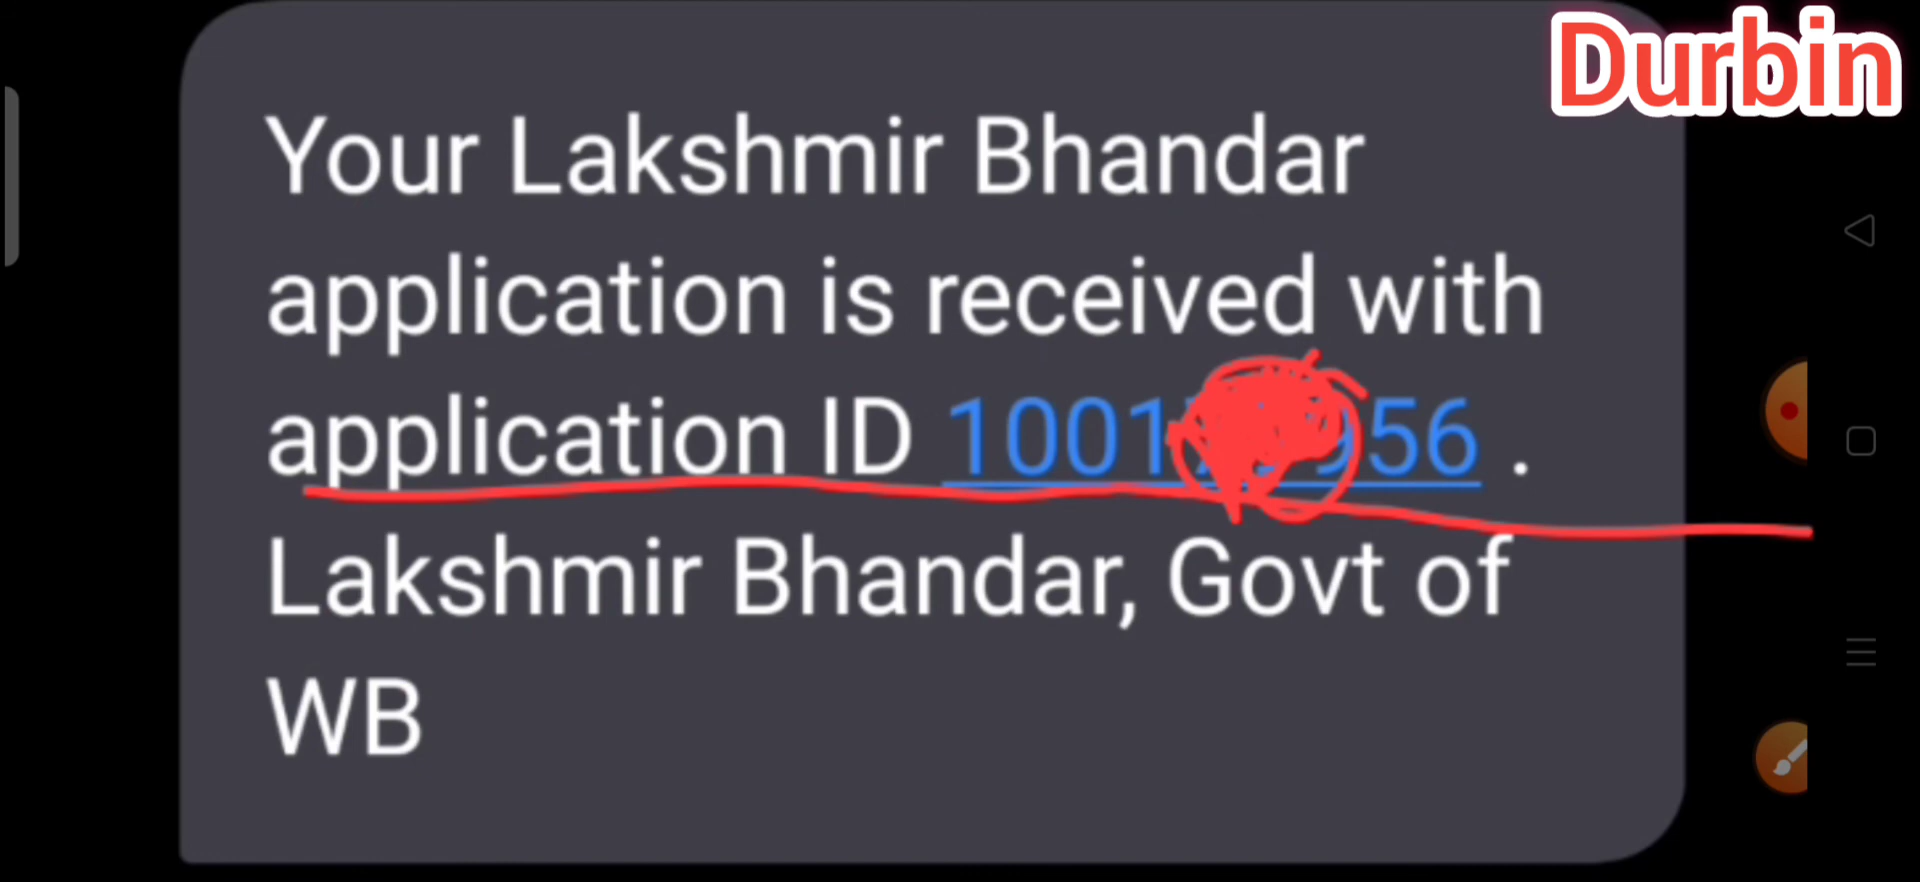 Durbin
Your Lakshmir Bhandar
application is received with
application ID
Lakshmir Bhandar, Govt of
WB